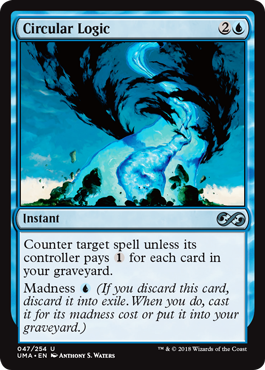 Circular Logic 2
Instant
Counter target spell unless its
controller pays 1 for each card in
your graveyard.
Madness (If you discard this card,
discard it into exile. When you do, cast
it for its madness cost or put it into your
graveyard.)
047/254 U
UMA • EN Anthony S. Waters
™ & © 2018 Wizards of the Coast